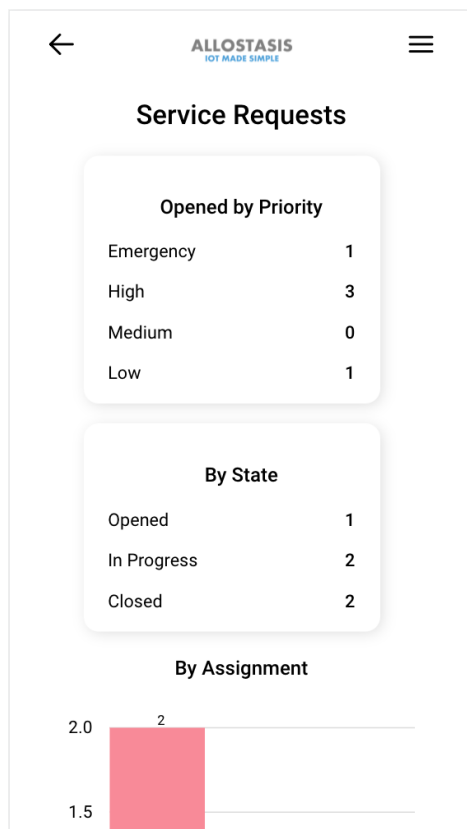 ALLOSTASIS
IOT MADE SIMPLE
Service Requests
Opened by Priority
Emergency 1
High 3
Medium 0
Low 1
By State
Opened 1
In Progress 2
Closed 2
By Assignment
2
2.0
1.5